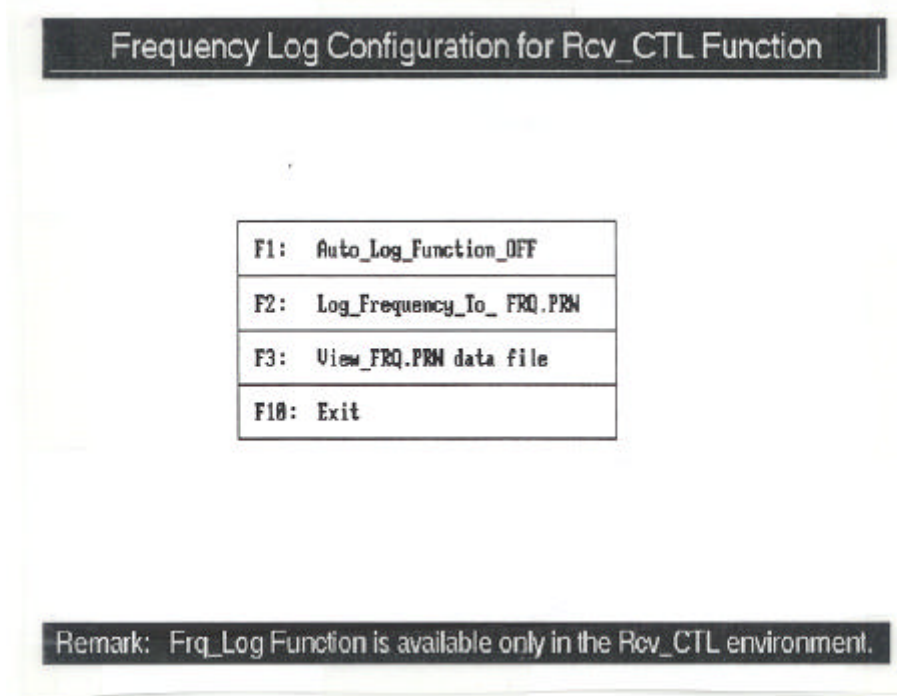 Frequency Log Configuration for Rcv_CTL Function
F1: Auto_Log_Function_OFF
F2: Log_Frequency_To_ FRQ.PRN
F3: View_FRQ.PRN data file
F10: Exit
Remark: Frq_Log Function is available only in the Rcv_CTL environment.